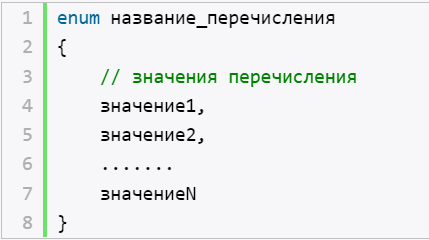 1 enum название_перечисления
2 {
3 // значения перечисления
4 значение1,
5 значение2,
6 .......
7 значениеN
8 }